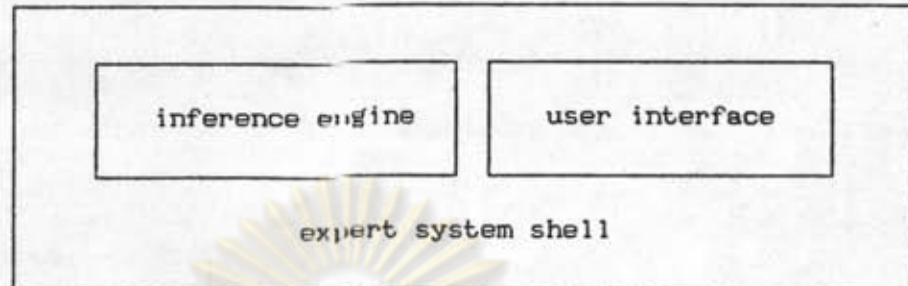 inference engine
user interface
expert system shell